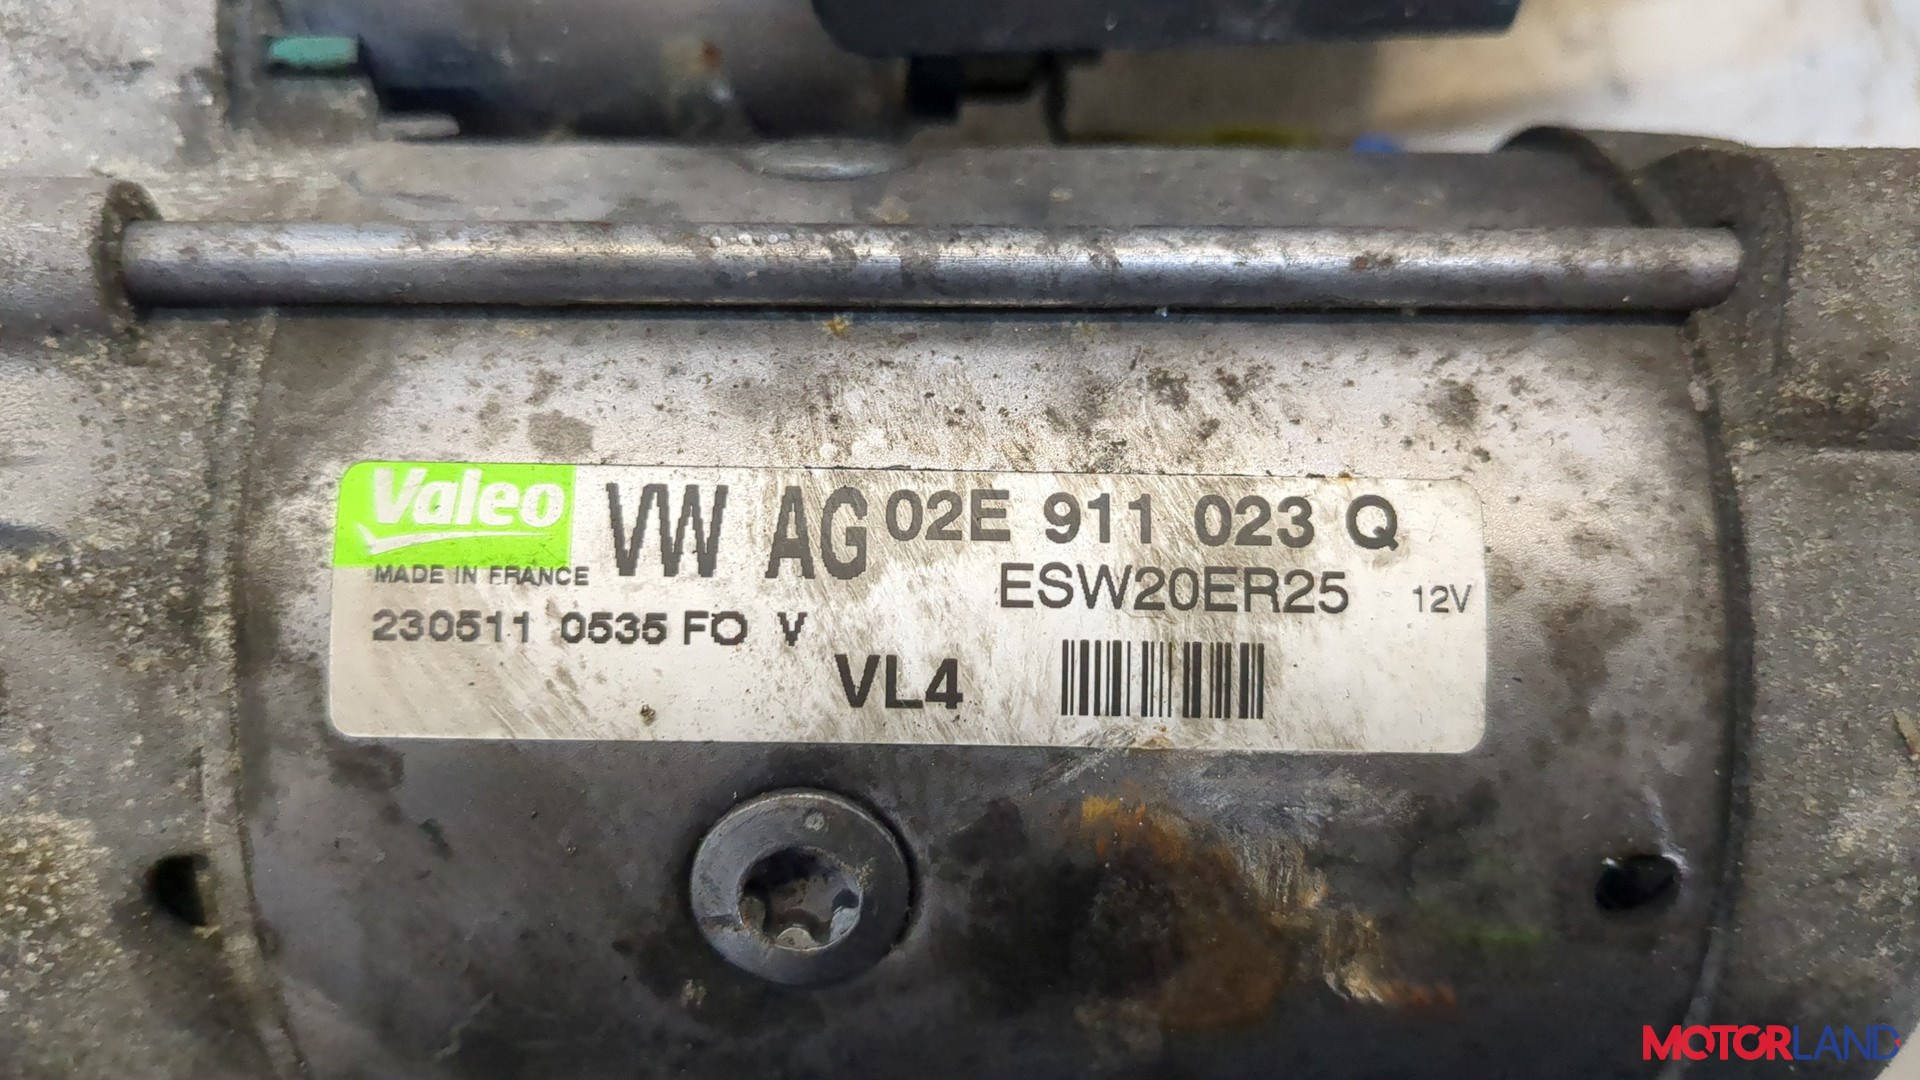 Valeo
VW AG 02E 911 023 Q
MADE IN FRANCE
ESW20ER25 12V
230511 0535 FO V
VL4
MOTORLAND